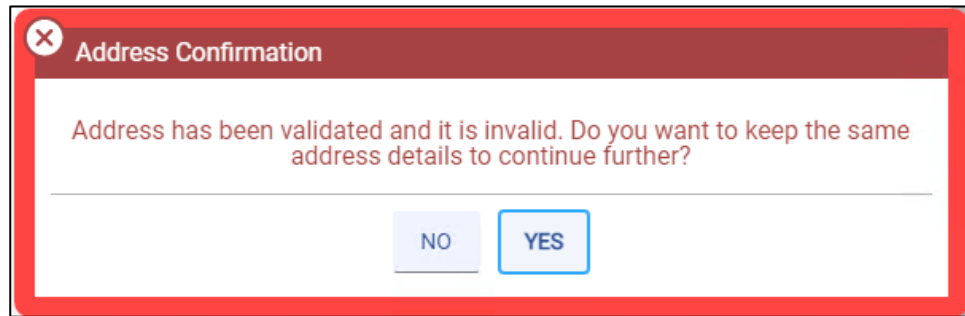 Address Confirmation
Address has been validated and it is invalid. Do you want to keep the same
address details to continue further?
NO
YES